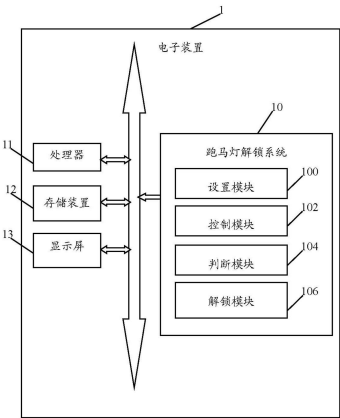 1
电子装置
10
跑马灯解锁系统
11
处理器
100
设置模块
12
存储装置
102
控制模块
13
显示屏
104
判断模块
106
解锁模块